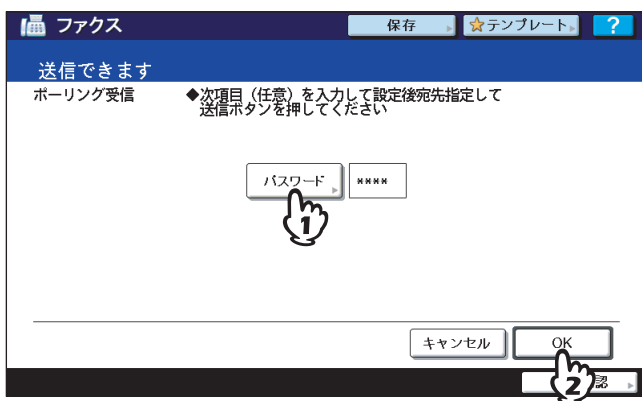 ファクス
保存
テンプレート
?
送信できます
ポーリング受信
◆次項目（任意）を入力して設定後宛先指定して
送信ボタンを押してください
パスワード
****
1
キャンセル
OK
2
認